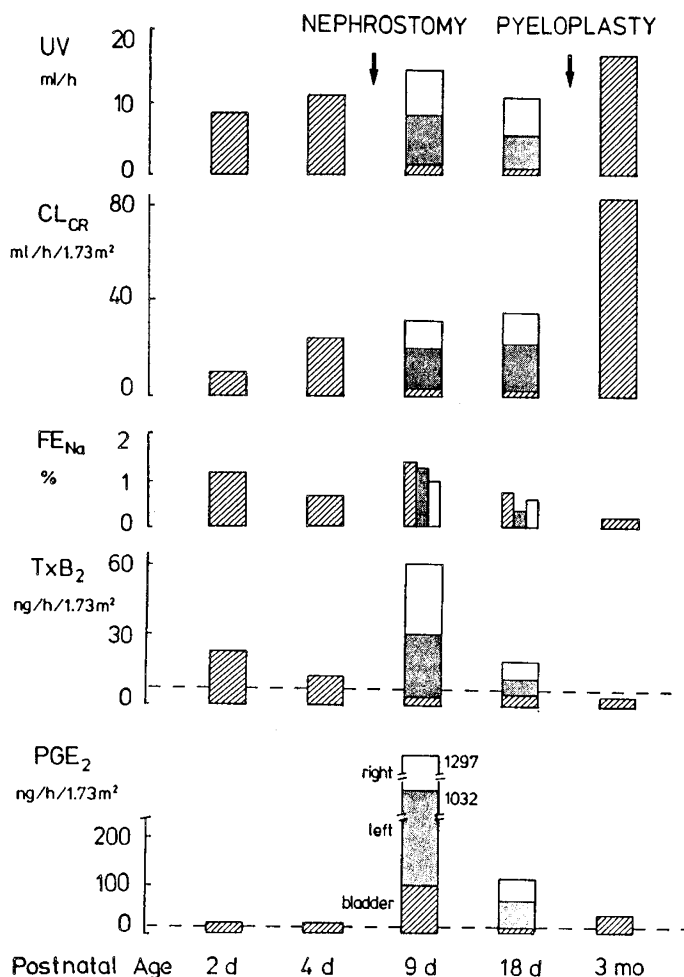 NEPHROSTOMY PYELOPLASTY
UV
ml/h
20
10
0
CL_CR
ml/h/1.73m²
80
40
0
FE_Na
%
2
1
0
TxB₂
ng/h/1.73m²
60
30
0
PGE₂
ng/h/1.73m²
200
100
0
right
1297
1032
left
bladder
Postnatal Age 2 d 4 d 9 d 18 d 3 mo